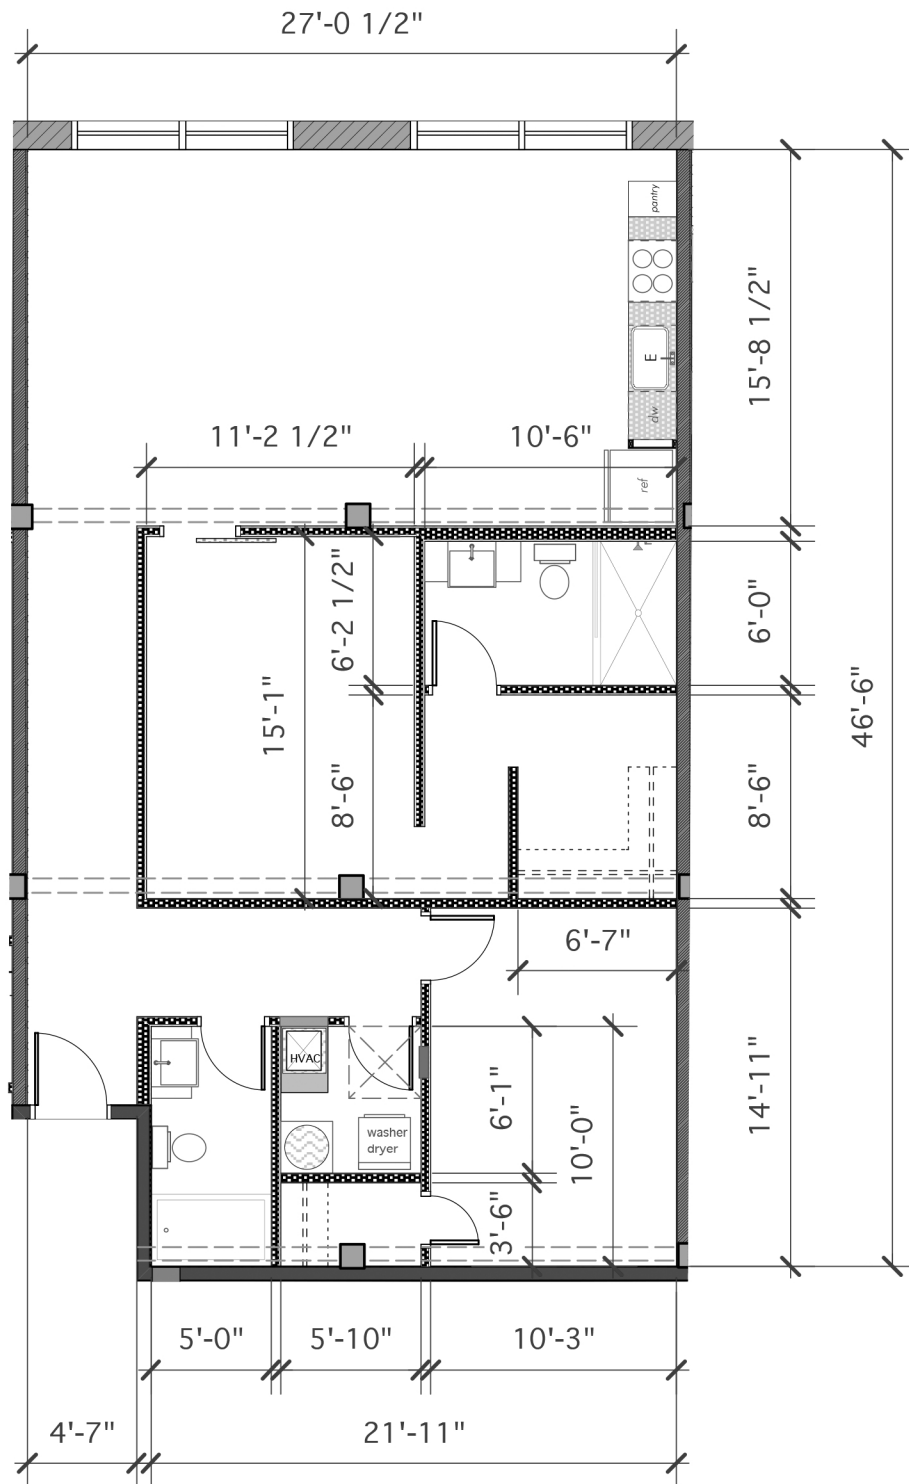 27'-0 1/2"
pantry
15'-8 1/2"
E
dw
11'-2 1/2"
10'-6"
ref
6'-2 1/2"
6'-0"
15'-1"
46'-6"
8'-6"
8'-6"
6'-7"
HVAC
6'-1"
10'-0"
14'-11"
washer
dryer
3'-6"
5'-0"
5'-10"
10'-3"
4'-7"
21'-11"